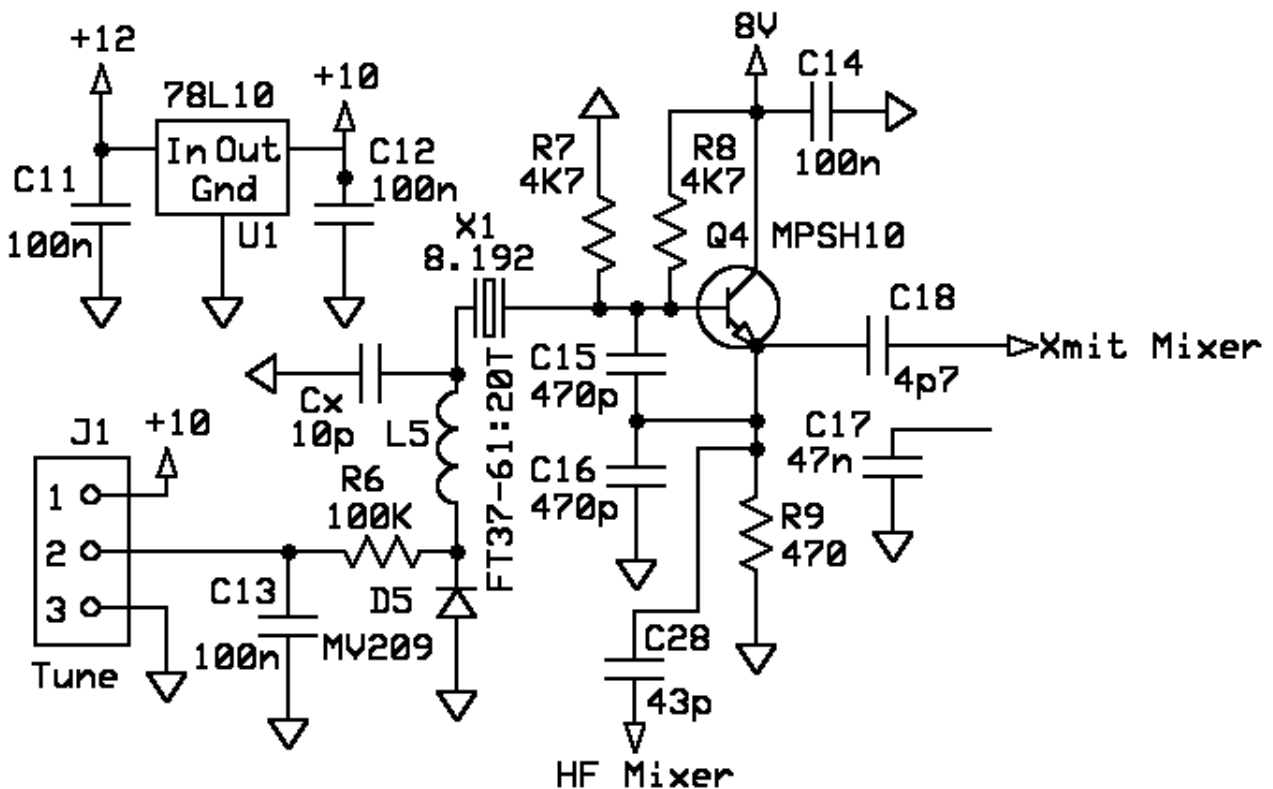 +12
78L10
+10
In Out
Gnd
U1
C11
100n
C12
100n
8V
C14
100n
R7
4K7
R8
4K7
Q4 MPSH10
X1
8.192
C18
4p7
Xmit Mixer
Cx
10p
L5
FT37-61:20T
C15
470p
C16
470p
C17
47n
J1
+10
1
2
3
Tune
R6
100K
C13
100n
D5
MV209
R9
470
C28
43p
HF Mixer